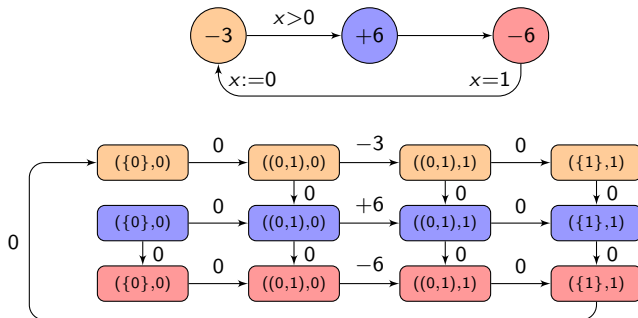 x>0
−3 +6 −6
x:=0 x=1
0 −3 0
({0},0) ((0,1),0) ((0,1),1) ({1},1)
0 0 0
0 +6 0
({0},0) ((0,1),0) ((0,1),1) ({1},1)
0
0 0 0 0
0 −6 0
({0},0) ((0,1),0) ((0,1),1) ({1},1)